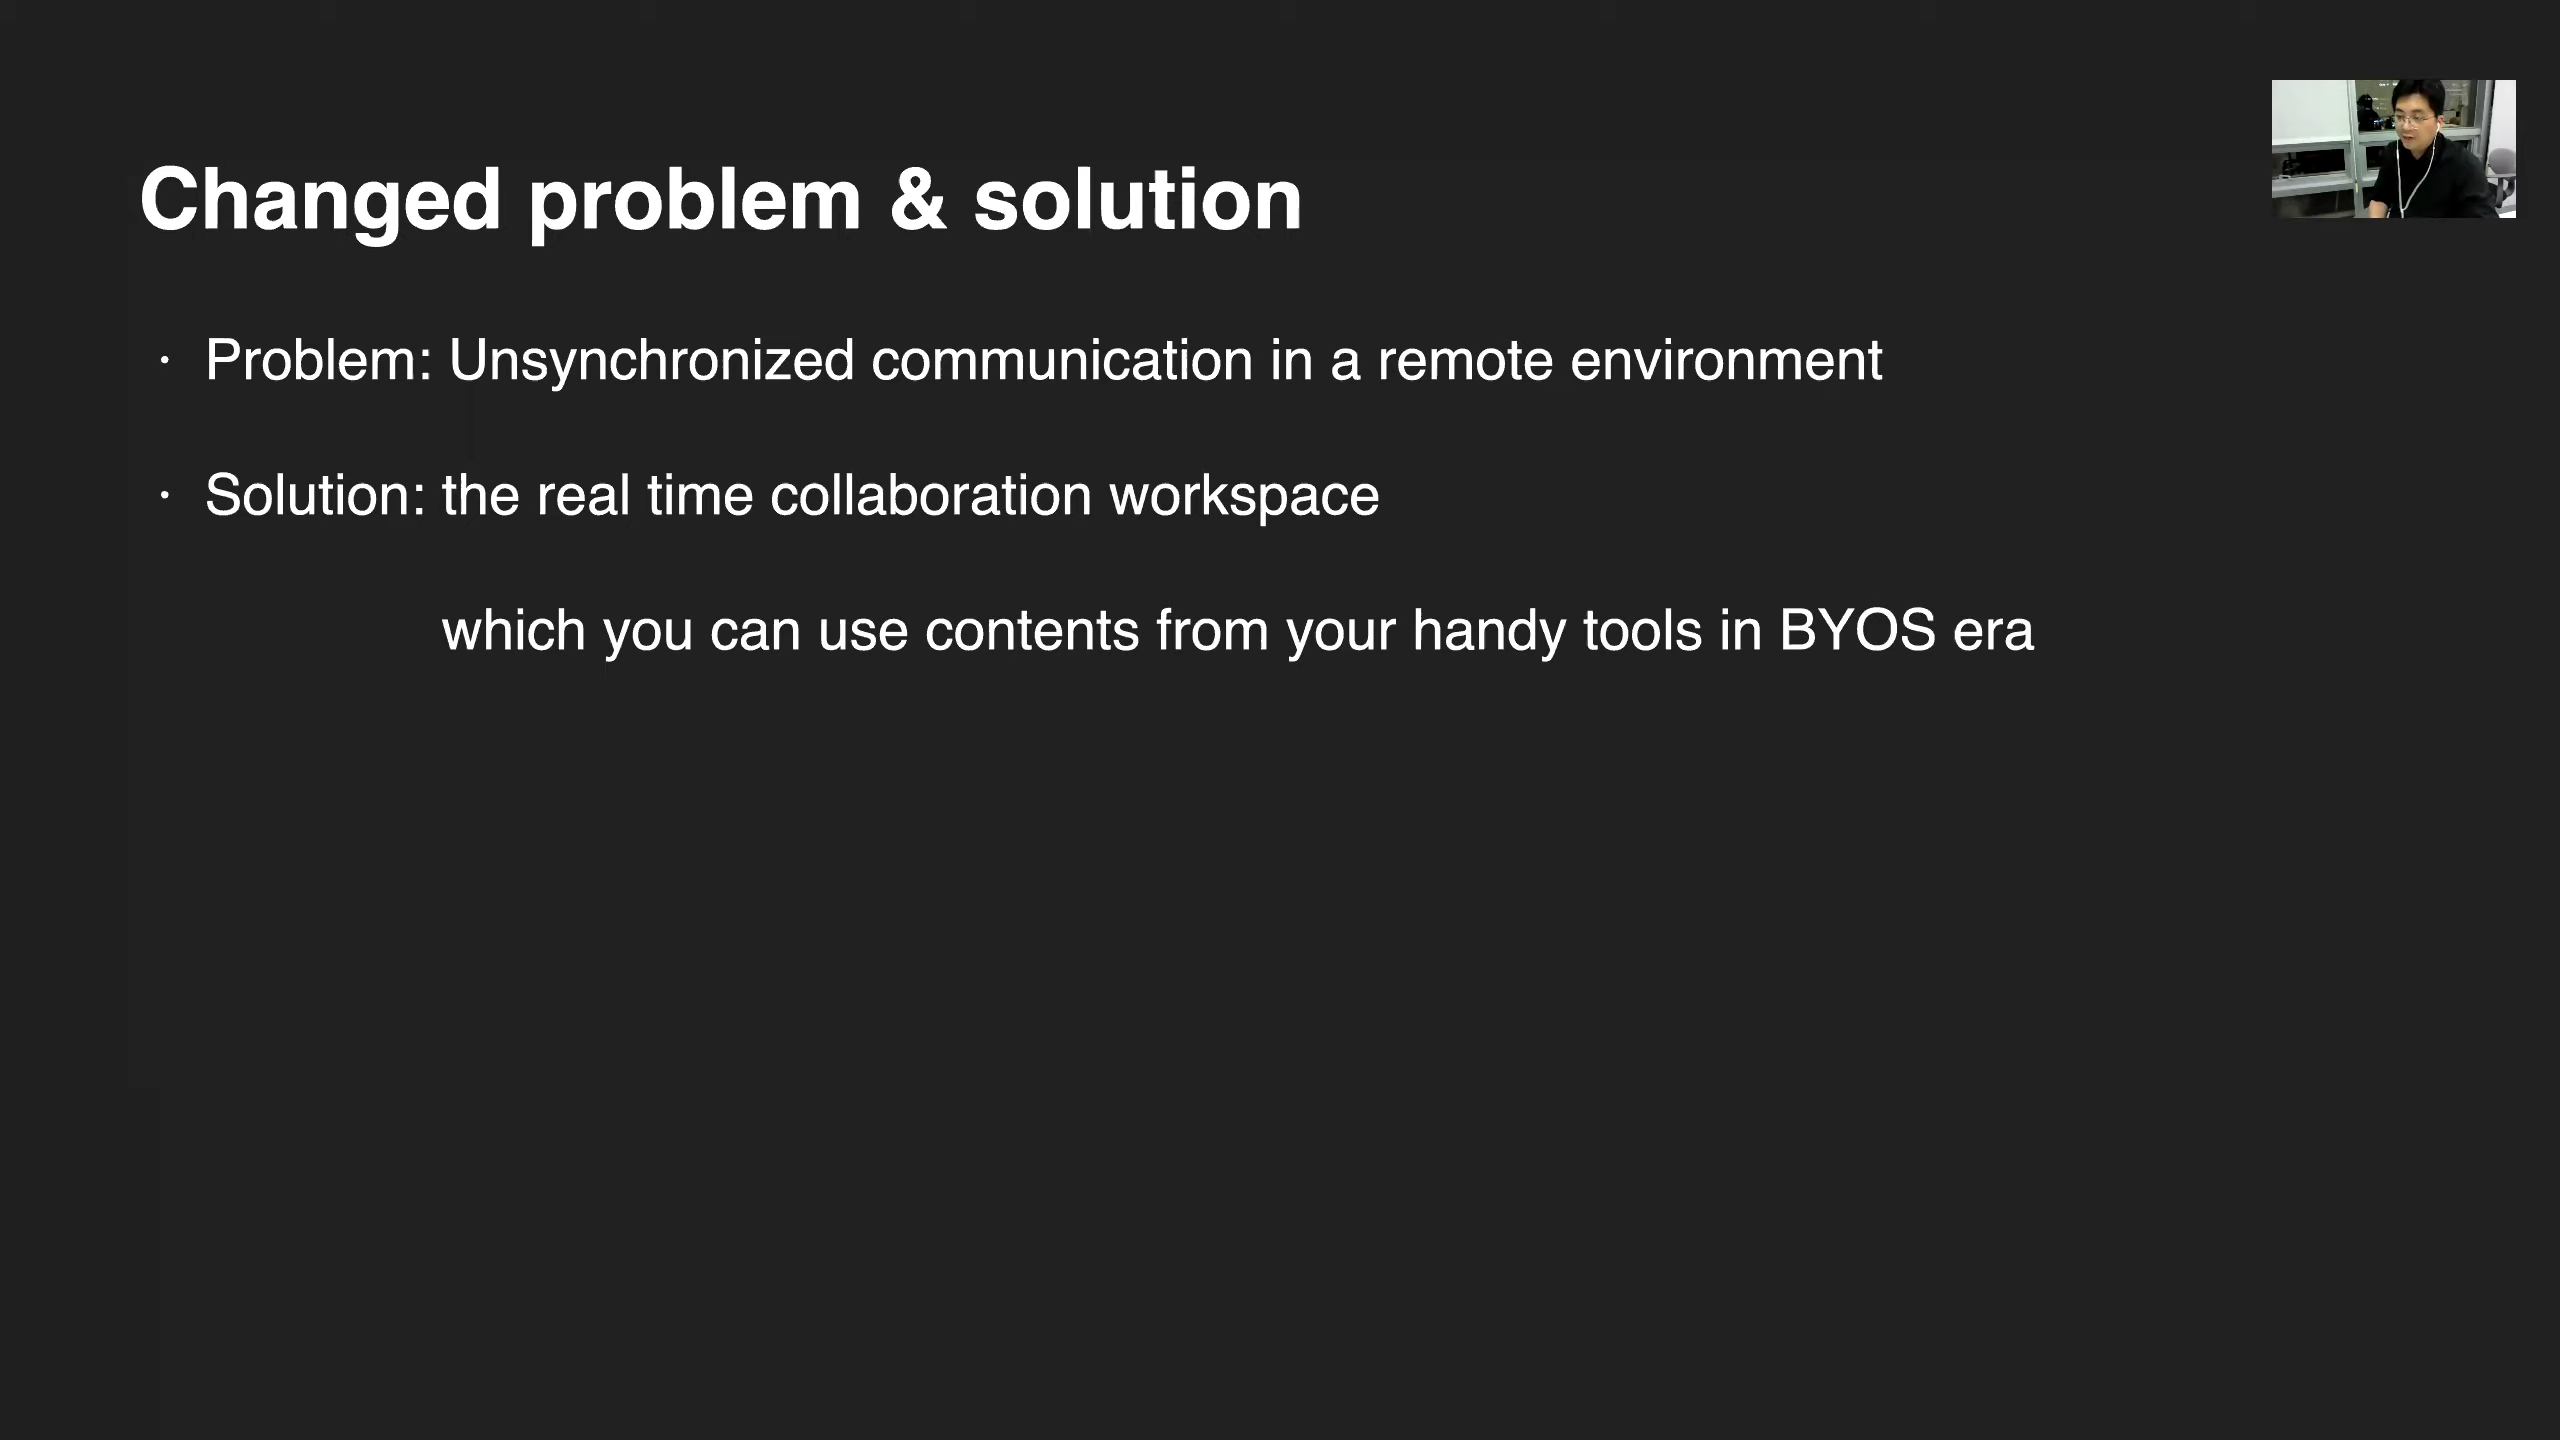 Changed problem & solution
· Problem: Unsynchronized communication in a remote environment
· Solution: the real time collaboration workspace
which you can use contents from your handy tools in BYOS era